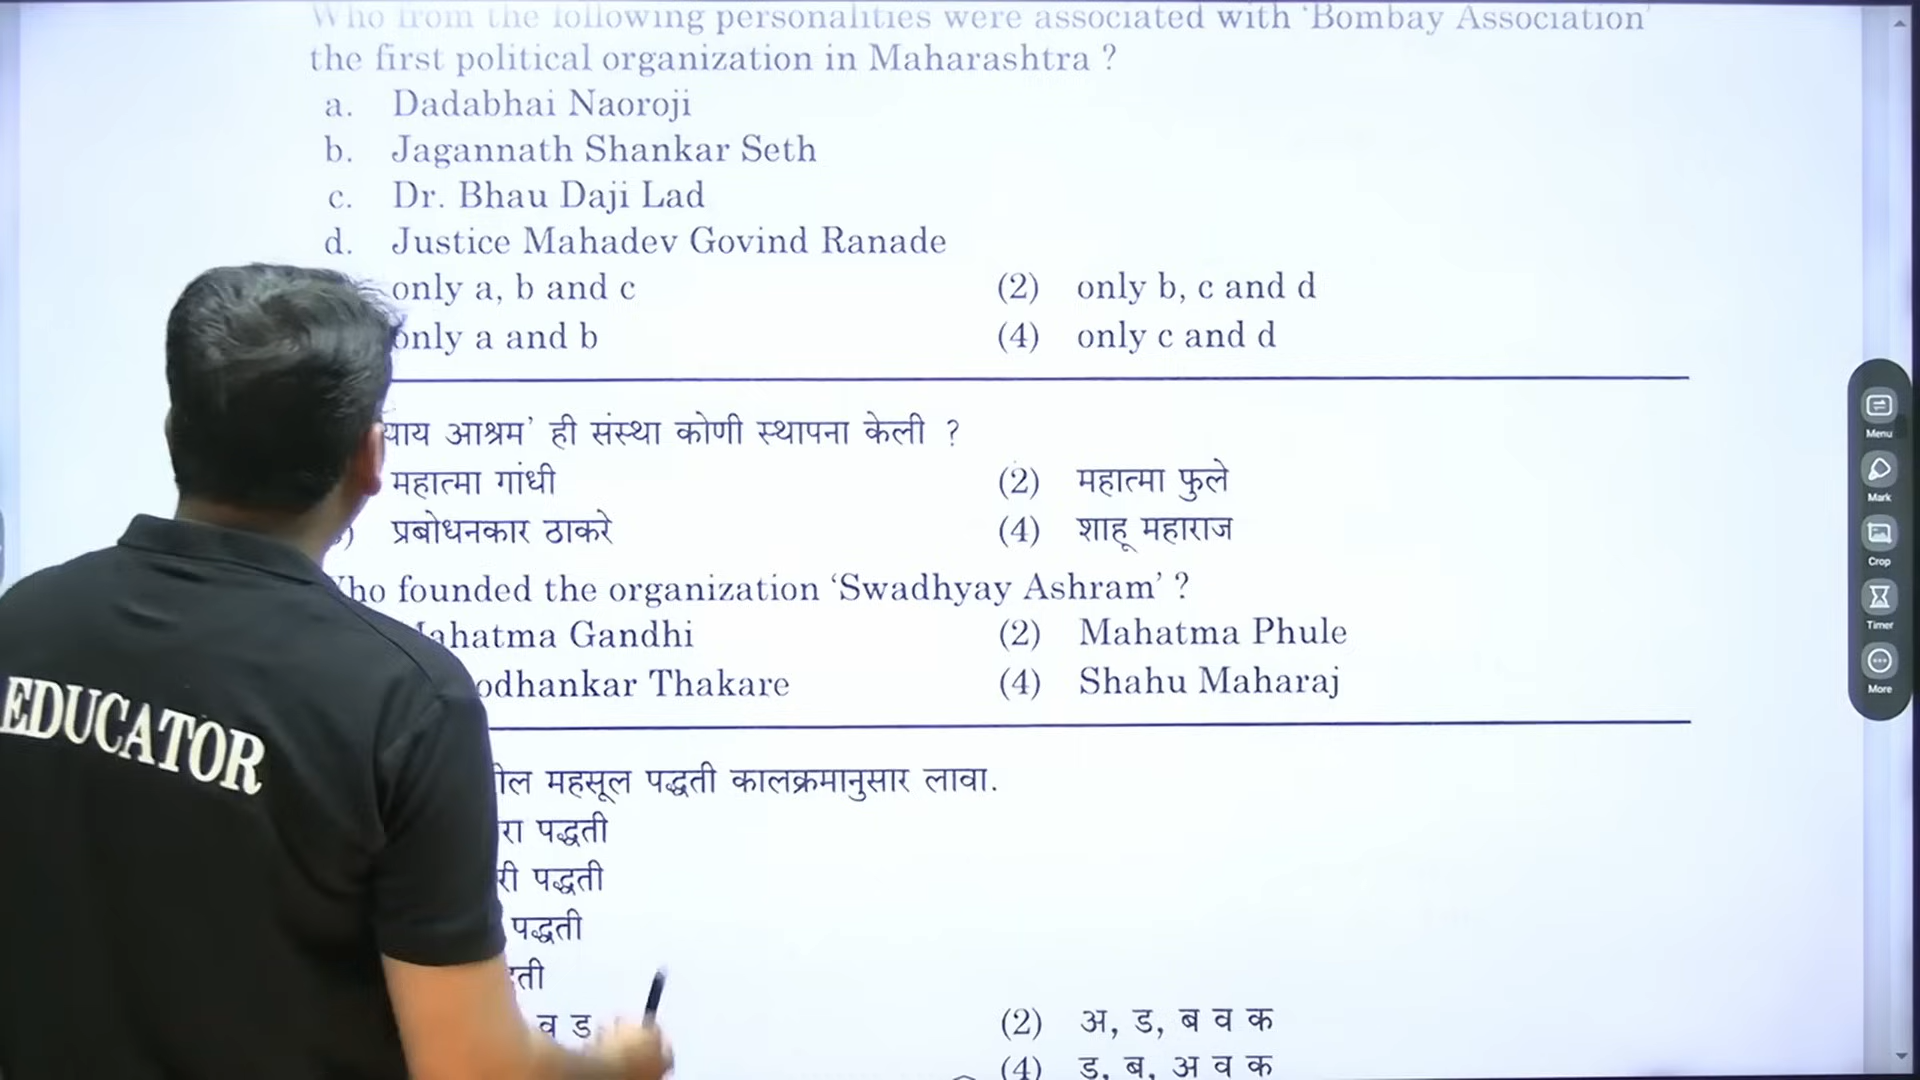 Who from the following personalities were associated with ‘Bombay Association’
the first political organization in Maharashtra ?
a. Dadabhai Naoroji
b. Jagannath Shankar Seth
c. Dr. Bhau Daji Lad
d. Justice Mahadev Govind Ranade
only a, b and c (2) only b, c and d
only a and b (4) only c and d
आश्रम’ ही संस्था कोणी स्थापना केली ?
महात्मा गांधी (2) महात्मा फुले
प्रबोधनकार ठाकरे (4) शाहू महाराज
founded the organization ‘Swadhyay Ashram’ ?
Mahatma Gandhi (2) Mahatma Phule
Thakare (4) Shahu Maharaj
महसूल पद्धती कालक्रमानुसार लावा.
पद्धती
पद्धती
पद्धती
व ड (2) अ, ड, ब व क
(4) ड, ब, अ व क
EDUCATOR
Menu
Mark
Crop
Timer
More